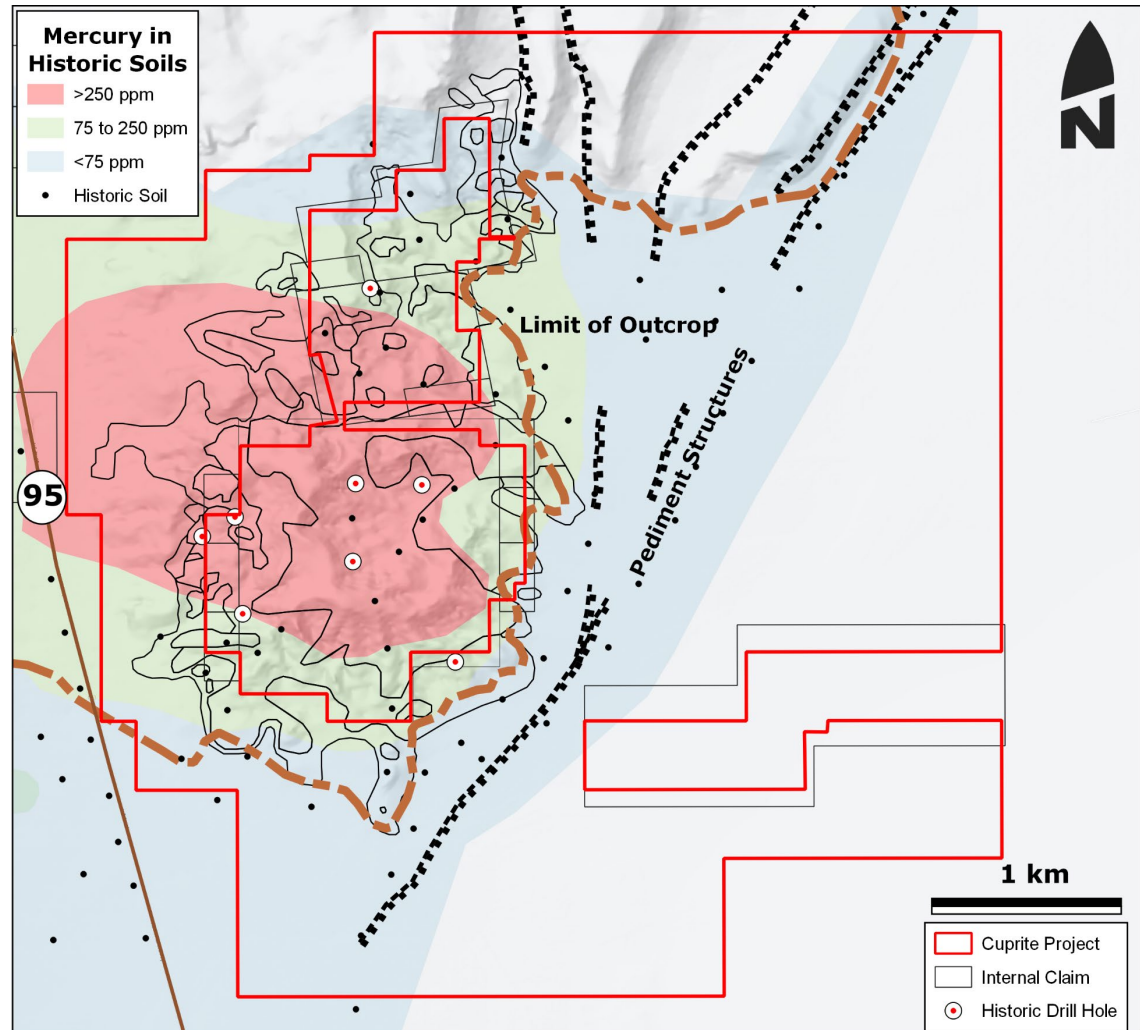 Mercury in
Historic Soils
>250 ppm
75 to 250 ppm
<75 ppm
Historic Soil
N
Limit of Outcrop
Pediment Structures
95
1 km
Cuprite Project
Internal Claim
Historic Drill Hole